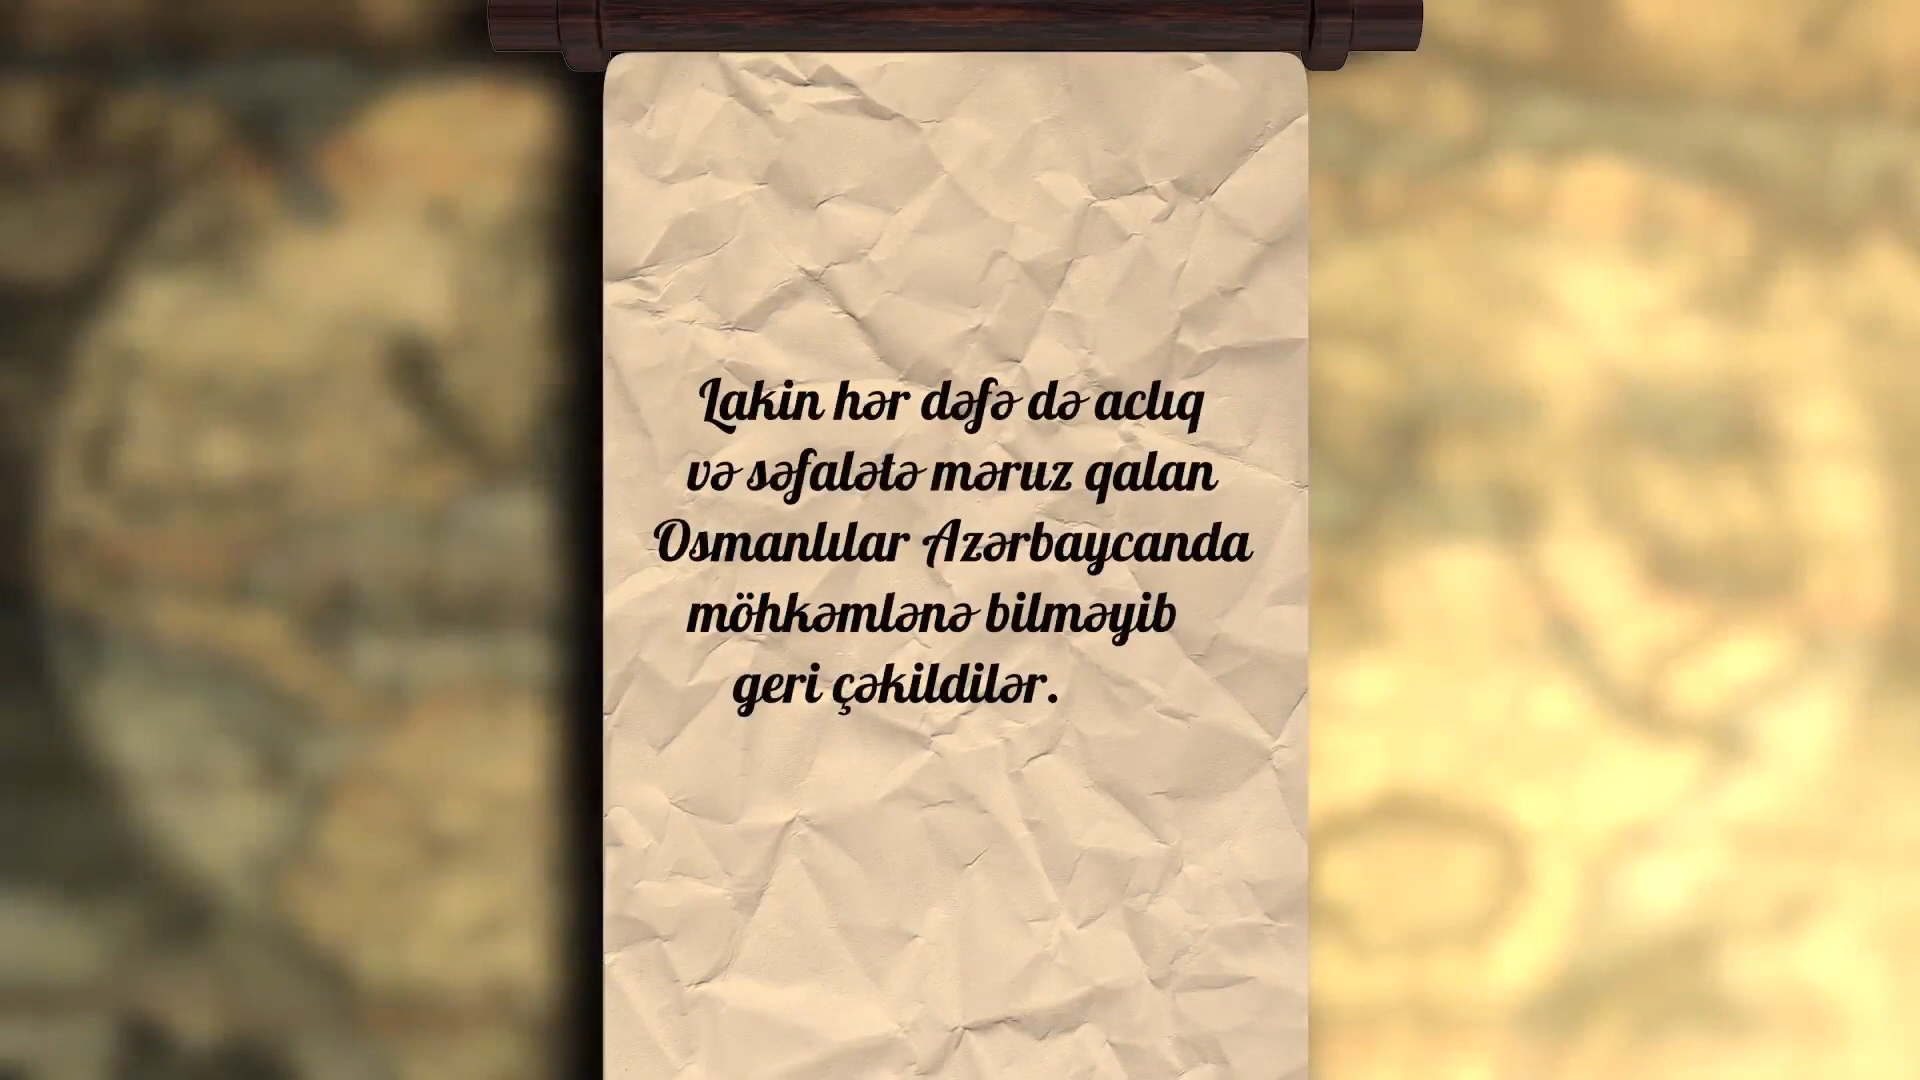 Lakin hər dəfə də aclıq
və səfalətə məruz qalan
Osmanlılar Azərbaycanda
möhkəmlənə bilməyib
geri çəkildilər.